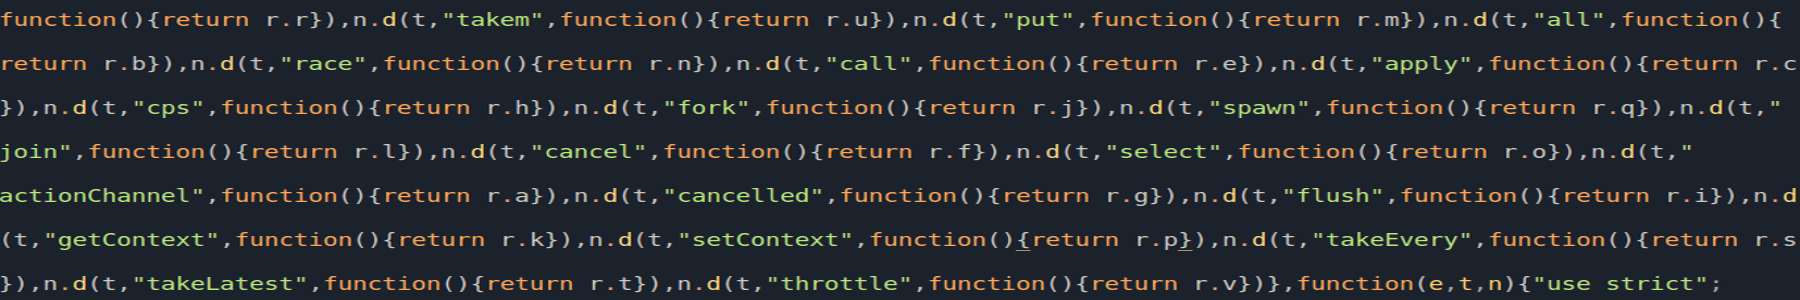 function(){return r.r}),n.d(t,"takem",function(){return r.u}),n.d(t,"put",function(){return r.m}),n.d(t,"all",function(){
return r.b}),n.d(t,"race",function(){return r.n}),n.d(t,"call",function(){return r.e}),n.d(t,"apply",function(){return r.c
}),n.d(t,"cps",function(){return r.h}),n.d(t,"fork",function(){return r.j}),n.d(t,"spawn",function(){return r.q}),n.d(t,"
join",function(){return r.l}),n.d(t,"cancel",function(){return r.f}),n.d(t,"select",function(){return r.o}),n.d(t,"
actionChannel",function(){return r.a}),n.d(t,"cancelled",function(){return r.g}),n.d(t,"flush",function(){return r.i}),n.d
(t,"getContext",function(){return r.k}),n.d(t,"setContext",function(){return r.p}),n.d(t,"takeEvery",function(){return r.s
}),n.d(t,"takeLatest",function(){return r.t}),n.d(t,"throttle",function(){return r.v})},function(e,t,n){"use strict";